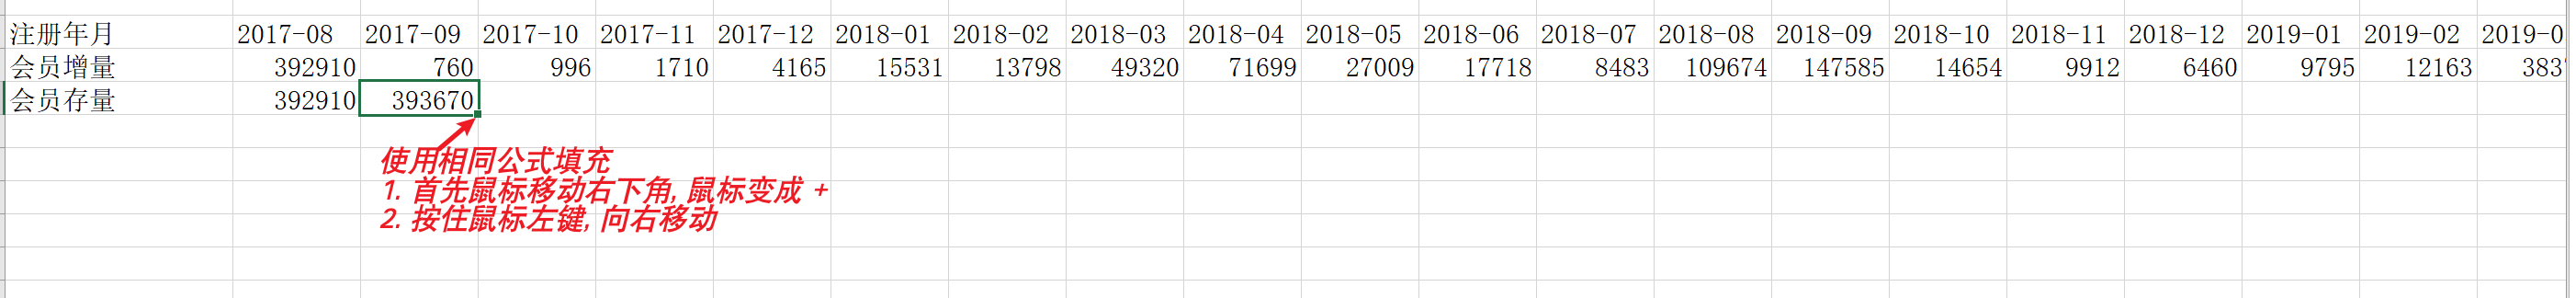 注册年月 2017-08 2017-09 2017-10 2017-11 2017-12 2018-01 2018-02 2018-03 2018-04 2018-05 2018-06 2018-07 2018-08 2018-09 2018-10 2018-11 2018-12 2019-01 2019-02 2019-0
会员增量 392910 760 996 1710 4165 15531 13798 49320 71699 27009 17718 8483 109674 147585 14654 9912 6460 9795 12163 383
会员存量 392910 393670
使用相同公式填充
1. 首先鼠标移动右下角, 鼠标变成 +
2. 按住鼠标左键, 向右移动